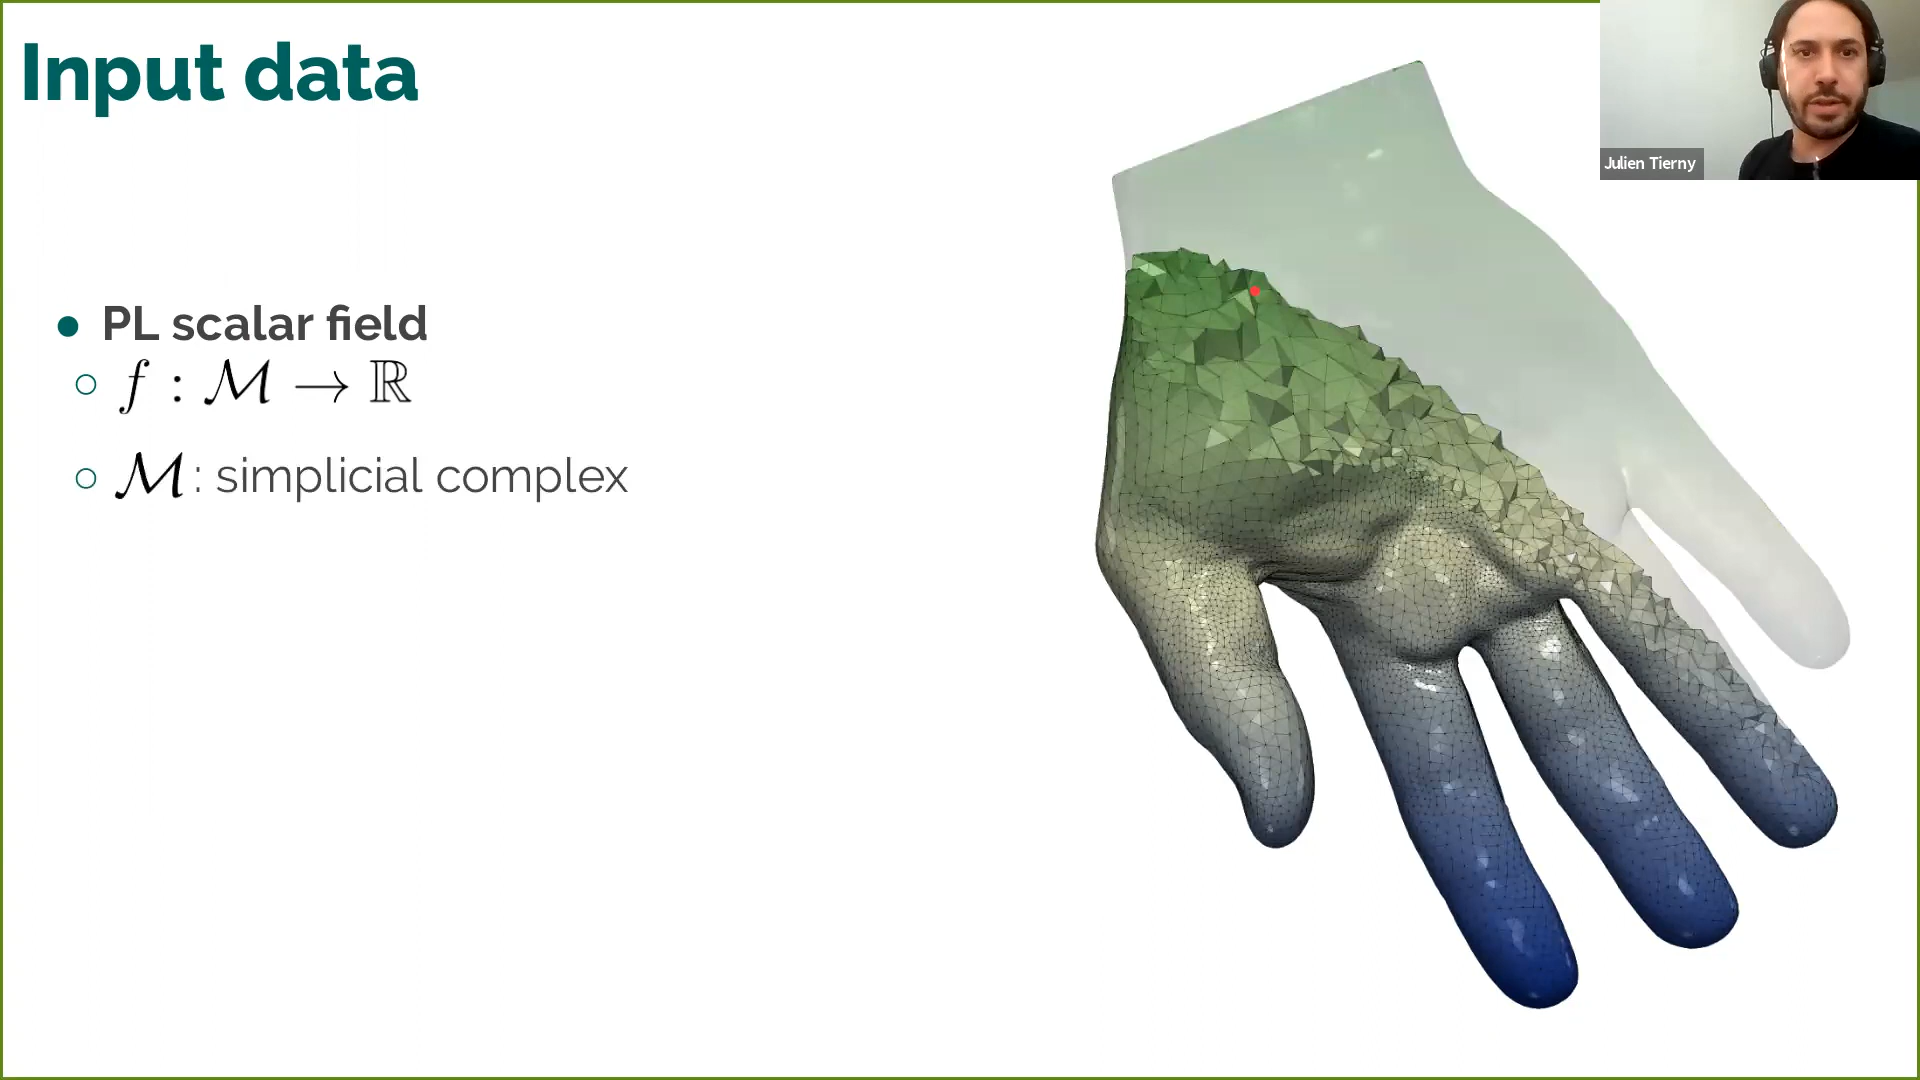 Input data
Julien Tierny
PL scalar field
f : ℳ → ℝ
ℳ: simplicial complex